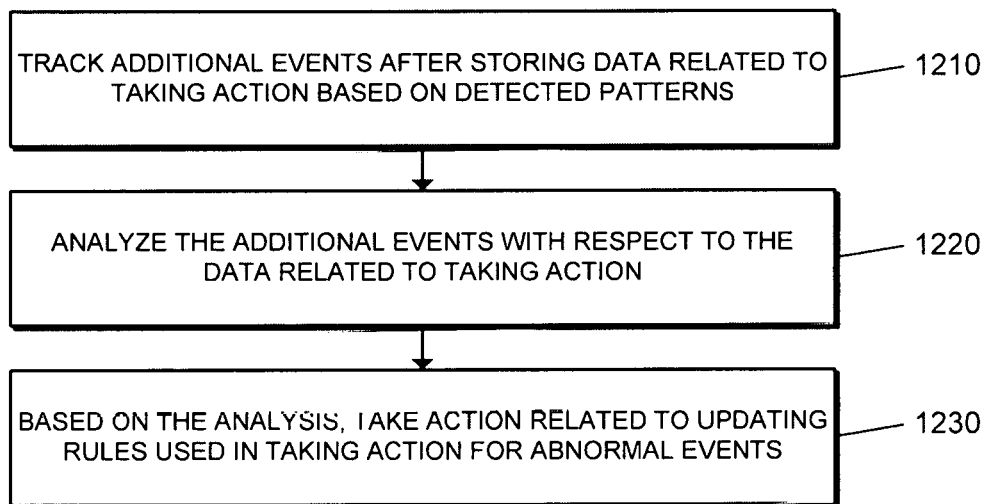 TRACK ADDITIONAL EVENTS AFTER STORING DATA RELATED TO
TAKING ACTION BASED ON DETECTED PATTERNS
1210
ANALYZE THE ADDITIONAL EVENTS WITH RESPECT TO THE
DATA RELATED TO TAKING ACTION
1220
BASED ON THE ANALYSIS, TAKE ACTION RELATED TO UPDATING
RULES USED IN TAKING ACTION FOR ABNORMAL EVENTS
1230